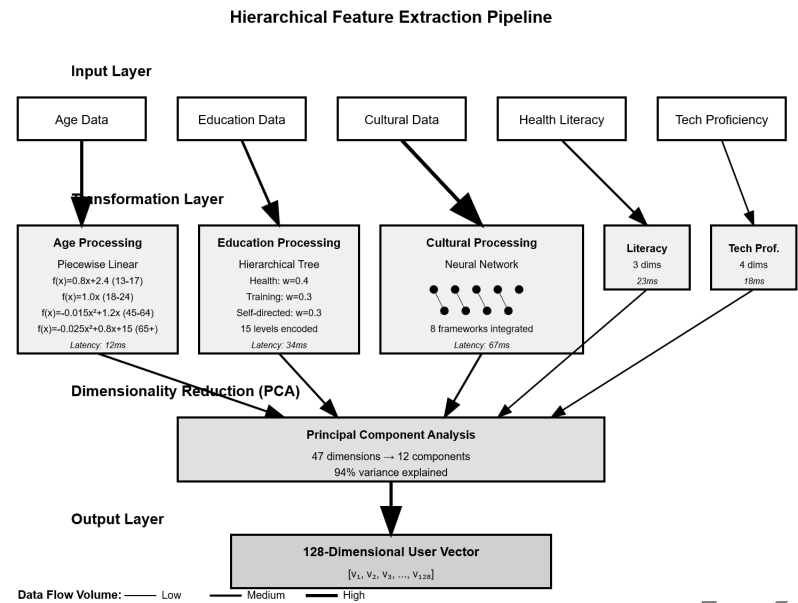 Hierarchical Feature Extraction Pipeline
Input Layer
Age Data
Education Data
Cultural Data
Health Literacy
Tech Proficiency
Transformation Layer
Age Processing
Piecewise Linear
f(x)=0.8x+2.4 (13-17)
f(x)=1.0x (18-24)
f(x)=-0.015x²+1.2x (45-64)
f(x)=-0.025x²+0.8x+15 (65+)
Latency: 12ms
Education Processing
Hierarchical Tree
Health: w=0.4
Training: w=0.3
Self-directed: w=0.3
15 levels encoded
Latency: 34ms
Cultural Processing
Neural Network
8 frameworks integrated
Latency: 67ms
Literacy
3 dims
23ms
Tech Prof.
4 dims
18ms
Dimensionality Reduction (PCA)
Principal Component Analysis
47 dimensions → 12 components
94% variance explained
Output Layer
128-Dimensional User Vector
[v₁, v₂, v₃, ..., v₁₂₈]
Data Flow Volume: Low Medium High